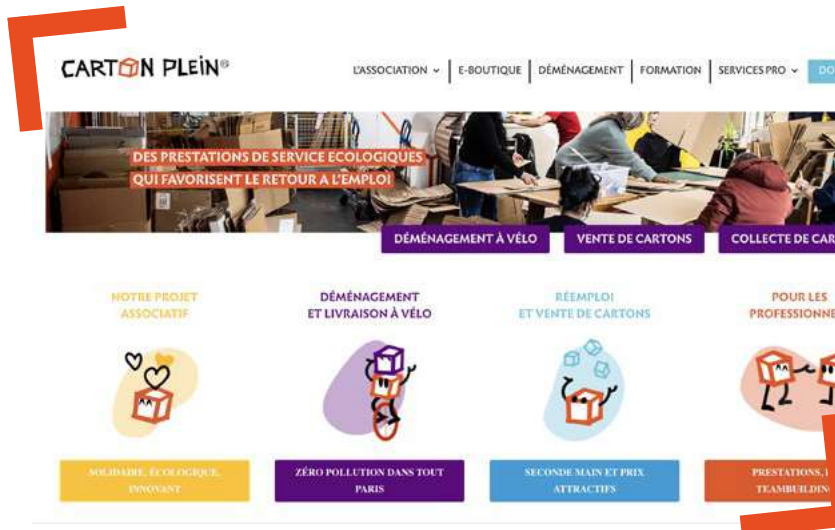 CARTON PLEIN®
L'ASSOCIATION
E-BOUTIQUE
DÉMÉNAGEMENT
FORMATION
SERVICES PRO
DES PRESTATIONS DE SERVICE ECOLOGIQUES
QUI FAVORISENT LE RETOUR A L'EMPLOI
DÉMÉNAGEMENT À VÉLO
VENTE DE CARTONS
COLLECTE DE CAR
NOTRE PROJET
ASSOCIATIF
DÉMÉNAGEMENT
ET LIVRAISON À VÉLO
RÉEMPLOI
ET VENTE DE CARTONS
POUR LES
PROFESSIONNE
SOLIDAIRE, ÉCOLOGIQUE,
INNOVANT
ZÉRO POLLUTION DANS TOUT
PARIS
SECONDE MAIN ET PRIX
ATTRACTIFS
PRESTATIONS,
TEAMBUILDIN